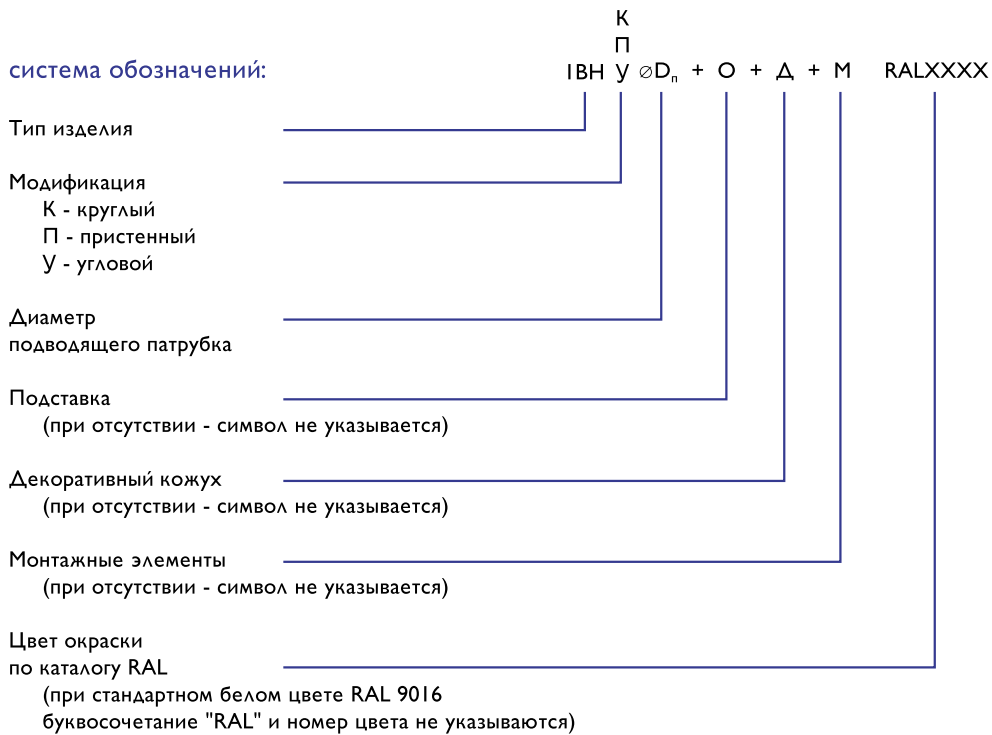 К
П
система обозначений: 1ВН У ⌀Dп + О + Д + М RALXXXX
Тип изделия
Модификация
К - круглый
П - пристенный
У - угловой
Диаметр
подводящего патрубка
Подставка
(при отсутствии - символ не указывается)
Декоративный кожух
(при отсутствии - символ не указывается)
Монтажные элементы
(при отсутствии - символ не указывается)
Цвет окраски
по каталогу RAL
(при стандартном белом цвете RAL 9016
буквосочетание "RAL" и номер цвета не указываются)